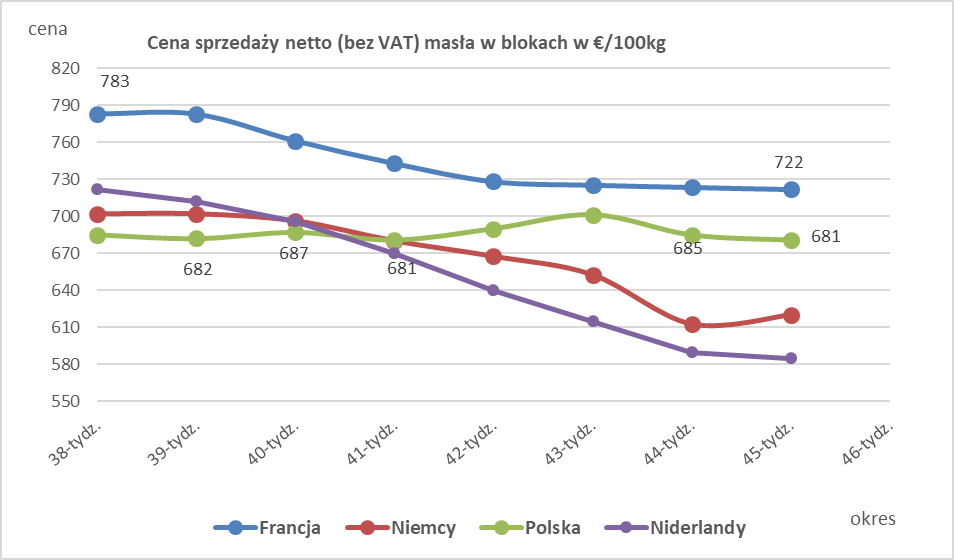 cena
Cena sprzedaży netto (bez VAT) masła w blokach w €/100kg
820
783
790
760
722
730
700
681
670
682
687
681
685
640
610
580
550
38-tydz.
39-tydz.
40-tydz.
41-tydz.
42-tydz.
43-tydz.
44-tydz.
45-tydz.
46-tydz.
okres
Francja
Niemcy
Polska
Niderlandy